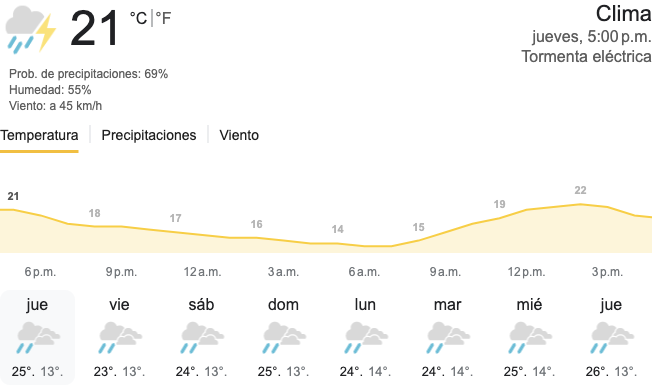 21 °C | °F
Clima
jueves, 5:00 p.m.
Tormenta eléctrica
Prob. de precipitaciones: 69%
Humedad: 55%
Viento: a 45 km/h
Temperatura | Precipitaciones | Viento
21 18 17 16 14 15 19 22
6 p.m. 9 p.m. 12 a.m. 3 a.m. 6 a.m. 9 a.m. 12 p.m. 3 p.m.
jue vie sáb dom lun mar mié jue
25°. 13°. 23°. 13°. 24°. 13°. 25°. 13°. 24°. 14°. 24°. 14°. 25°. 14°. 26°. 13°.